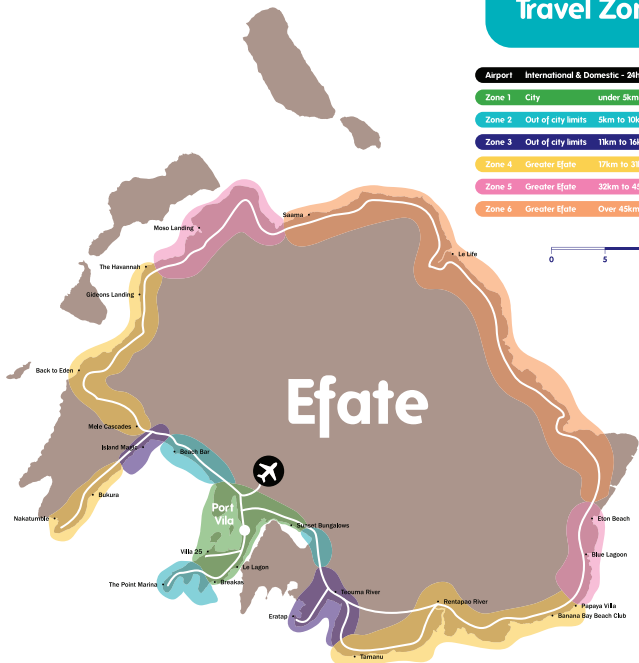 Travel Zon
Airport International & Domestic - 24h
Zone 1 City under 5km
Zone 2 Out of city limits 5km to 10k
Zone 3 Out of city limits 11km to 16k
Zone 4 Greater Efate 17km to 31k
Zone 5 Greater Efate 32km to 45
Zone 6 Greater Efate Over 45km
0 5
Saama
Moso Landing
Le Life
The Havannah
Gideons Landing
Back to Eden
Efate
Mele Cascades
Island Magic
Beach Bar
Bukura
Nakatumble
Port
Vila
Sunset Bungalows
Eton Beach
Villa 25
Blue Lagoon
Le Lagon
The Point Marina
Breakas
Teouma River
Rentapao River
Papaya Villa
Banana Bay Beach Club
Eratap
Tamanu